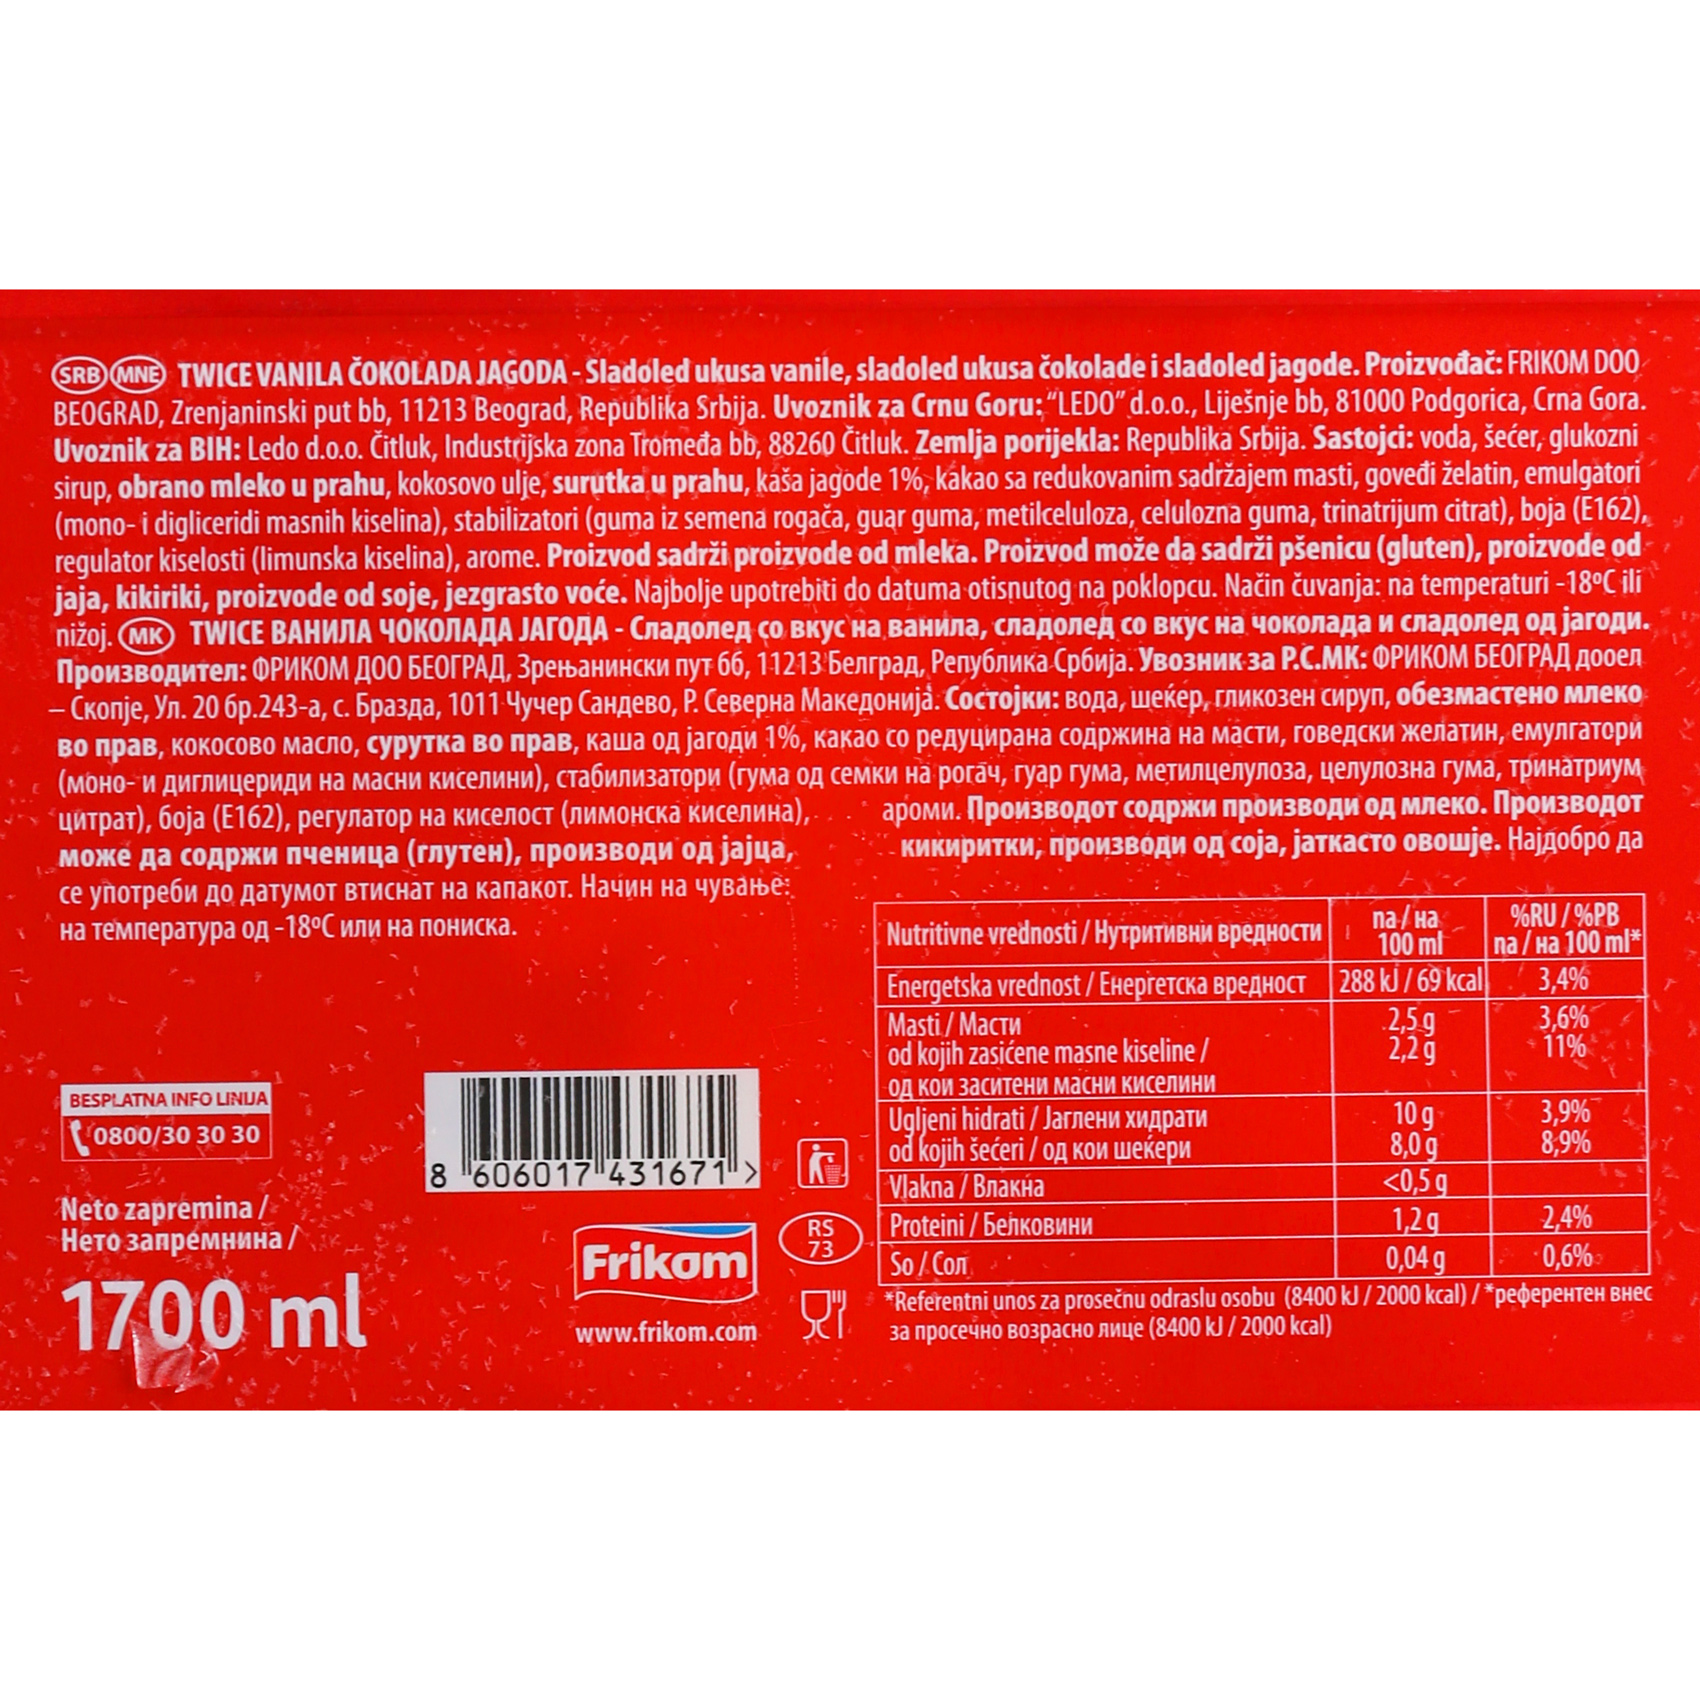 SRB MNE TWICE VANILA ČOKOLADA JAGODA - Sladoled ukusa vanile, sladoled ukusa čokolade i sladoled jagode. Proizvođač: FRIKOM DOO
BEOGRAD, Zrenjaninski put bb, 11213 Beograd, Republika Srbija. Uvoznik za Crnu Goru: "LEDO" d.o.o., Liješnje bb, 81000 Podgorica, Crna Gora.
Uvoznik za BIH: Ledo d.o.o. Čitluk, Industrijska zona Tromeđa bb, 88260 Čitluk. Zemlja porijekla: Republika Srbija. Sastojci: voda, šećer, glukozni
sirup, obrano mleko u prahu, kokosovo ulje, surutka u prahu, kaša jagode 1%, kakao sa redukovanim sadržajem masti, goveđi želatin, emulgatori
(mono- i digliceridi masnih kiselina), stabilizatori (guma iz semena rogača, guar guma, metilceluloza, celulozna guma, trinatrijum citrat), boja (E162),
regulator kiselosti (limunska kiselina), arome. Proizvod sadrži proizvode od mleka. Proizvod može da sadrži pšenicu (gluten), proizvode od
jaja, kikiriki, proizvode od soje, jezgrasto voće. Najbolje upotrebiti do datuma otisnutog na poklopcu. Način čuvanja: na temperaturi -18ºC ili
nižoj. MK TWICE ВАНИЛА ЧОКОЛАДА ЈАГОДА - Сладолед со вкус на ванила, сладолед со вкус на чоколада и сладолед од јагоди.
Производител: ФРИКОМ ДОО БЕОГРАД, Зрењанински пут бб, 11213 Белград, Република Србија. Увозник за Р.С.МК: ФРИКОМ БЕОГРАД дооел
– Скопје, Ул. 20 бр.243-а, с. Бразда, 1011 Чучер Сандево, Р. Северна Македонија. Состојки: вода, шеќер, гликозен сируп, обезмастено млеко
во прав, кокосово масло, сурутка во прав, каша од јагоди 1%, какао со редуцирана содржина на масти, говедски желатин, емулгатори
(моно- и диглицериди на масни киселини), стабилизатори (гума од семки на рогач, гуар гума, метилцелулоза, целулозна гума, тринатриум
цитрат), боја (E162), регулатор на киселост (лимонска киселина), ароми. Производот содржи производи од млеко. Производот
може да содржи пченица (глутен), производи од јајца, кикиритки, производи од соја, јаткасто овошје. Најдобро да
се употреби до датумот втиснат на капакот. Начин на чување:
на температура од -18ºC или на пониска.
Nutritivne vrednosti / Нутритивни вредности na / на 100 ml %RU / %РВ na / на 100 ml*
Energetska vrednost / Енергетска вредност 288 kJ / 69 kcal 3,4%
Masti / Масти 2,5 g 3,6%
od kojih zasićene masne kiseline / 2,2 g 11%
од кои заситени масни киселини
Ugljeni hidrati / Јаглени хидрати 10 g 3,9%
od kojih šećeri / од кои шеќери 8,0 g 8,9%
Vlakna / Влакна <0,5 g
Proteini / Белковини 1,2 g 2,4%
So / Сол 0,04 g 0,6%
*Referentni unos za prosečnu odraslu osobu (8400 kJ / 2000 kcal) / *референтен внес
за просечно возрасно лице (8400 kJ / 2000 kcal)
BESPLATNA INFO LINIJA
0800/30 30 30
Neto zapremina /
Нето запремнина /
1700 ml
8 606017 431671 >
Frikom
www.frikom.com
RS
73